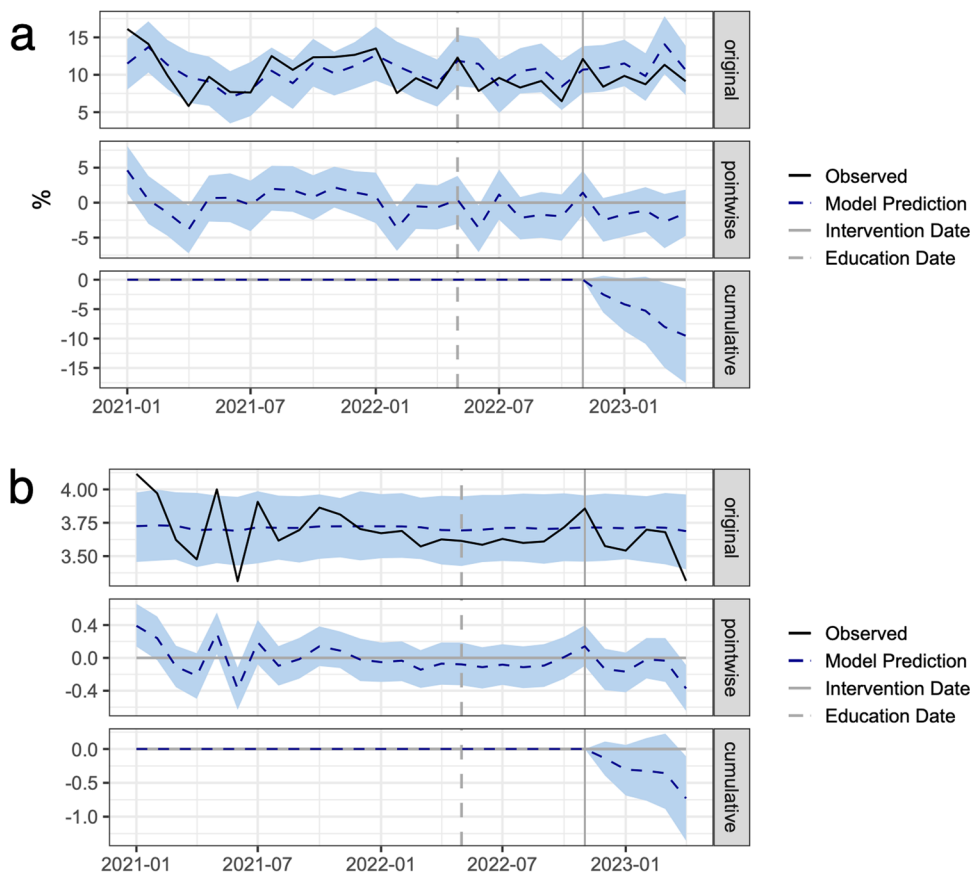 a
%
15
10
5
original
5
0
-5
pointwise
0
-5
-10
-15
cumulative
2021-01 2021-07 2022-01 2022-07 2023-01
Observed
Model Prediction
Intervention Date
Education Date
b
4.00
3.75
3.50
original
0.4
0.0
-0.4
pointwise
0.0
-0.5
-1.0
cumulative
2021-01 2021-07 2022-01 2022-07 2023-01
Observed
Model Prediction
Intervention Date
Education Date